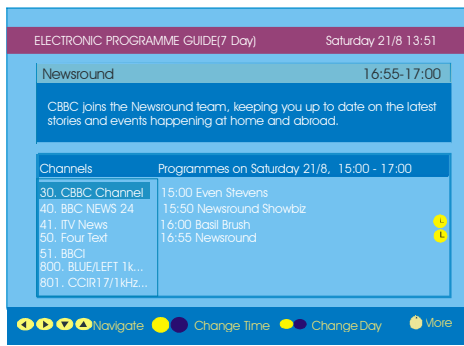 ELECTRONIC PROGRAMME GUIDE(7 Day) Saturday 21/8 13:51
Newsround 16:55-17:00
CBBC joins the Newsround team, keeping you up to date on the latest
stories and events happening at home and abroad.
Channels Programmes on Saturday 21/8, 15:00 - 17:00
30. CBBC Channel 15:00 Even Stevens
40. BBC NEWS 24 15:50 Newsround Showbiz
41. ITV News 16:00 Basil Brush
50. Four Text 16:55 Newsround
51. BBCI
800. BLUE/LEFT 1k...
801. CCIR17/1kHz...
Navigate Change Time Change Day More